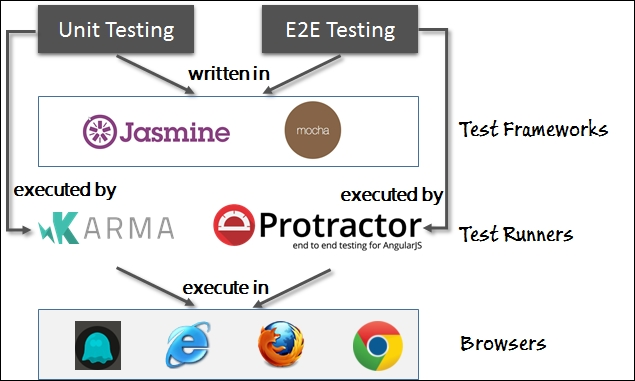 Unit Testing
E2E Testing
written in
Jasmine
mocha
Test Frameworks
executed by
executed by
KARMA
Protractor
end to end testing for AngularJS
Test Runners
execute in
Browsers